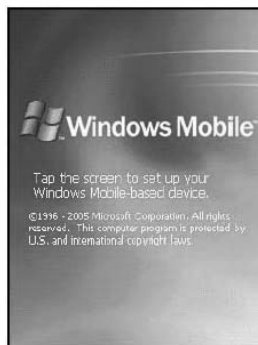 Windows Mobile™
Tap the screen to set up your
Windows Mobile-based device.
©1996 - 2005 Microsoft Corporation. All rights
reserved. This computer program is protected by
U.S. and international copyright laws.